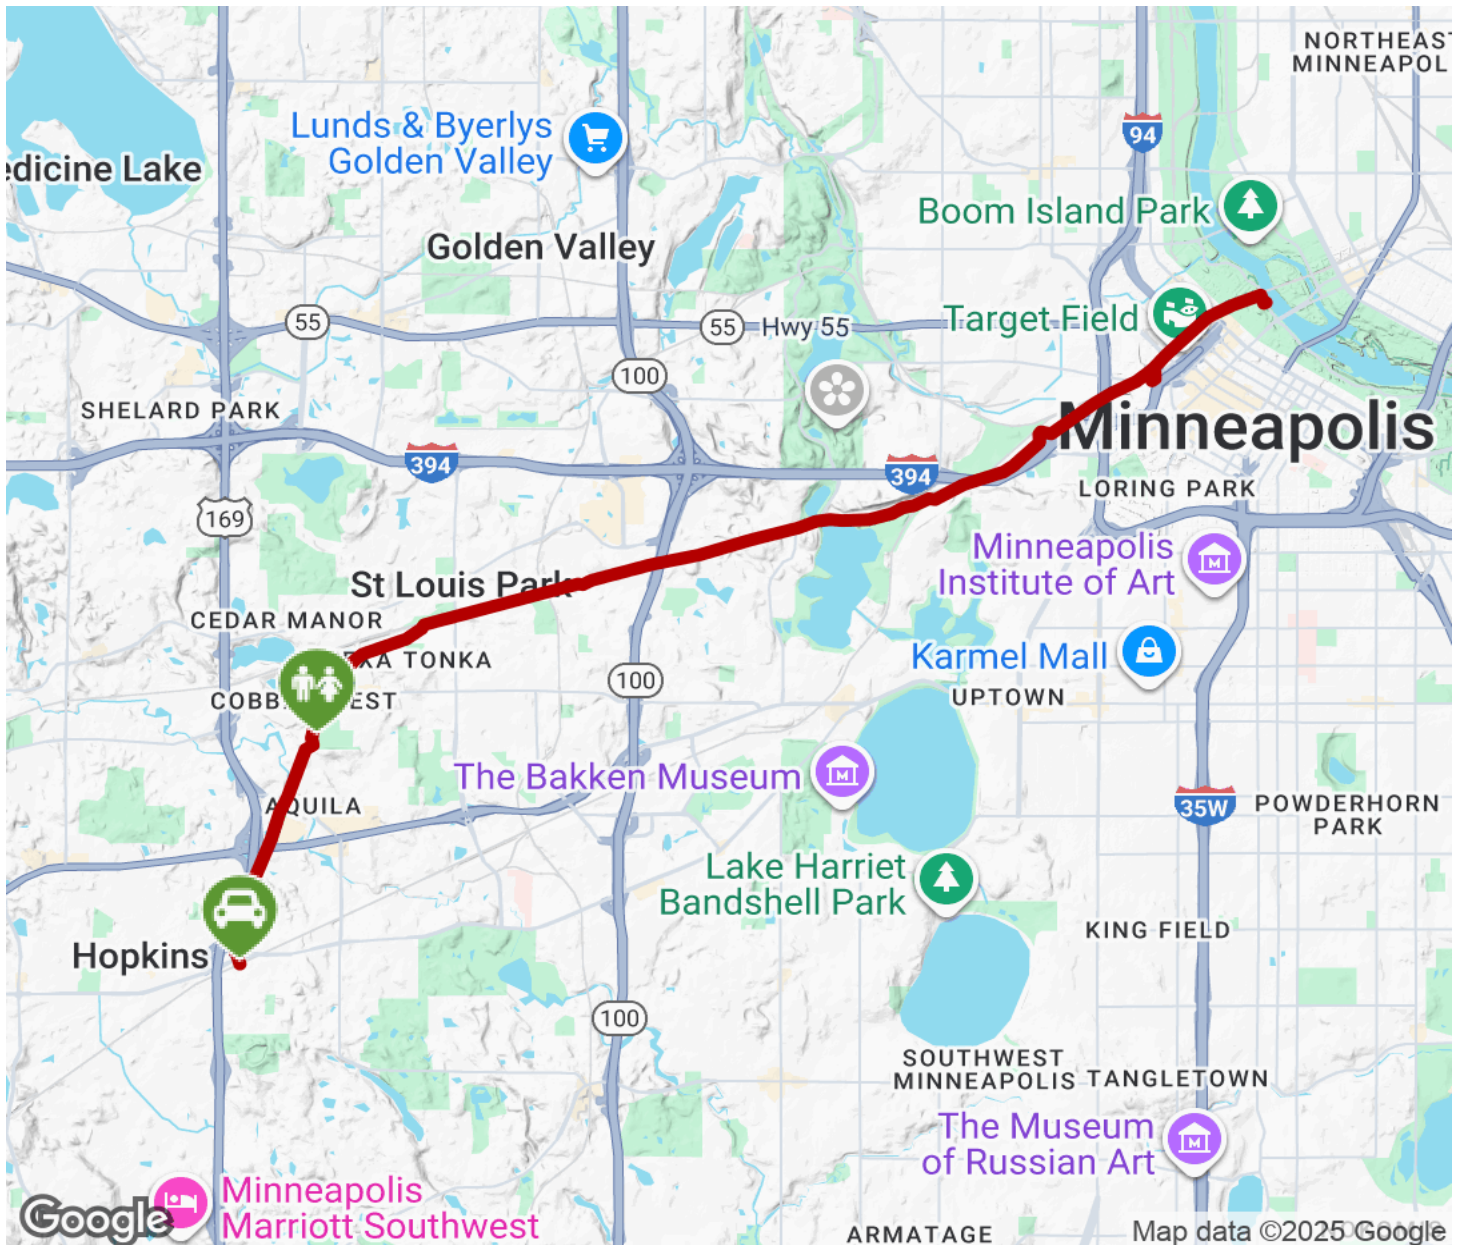 NORTHEAST
MINNEAPOL
94
Lunds & Byerlys
Golden Valley
edicine Lake
Boom Island Park
Golden Valley
55
55
Hwy 55
Target Field
100
SHELARD PARK
Minneapolis
394
394
LORING PARK
169
Minneapolis
Institute of Art
St Louis Park
CEDAR MANOR
EXA TONKA
Karmel Mall
COBB
EST
100
UPTOWN
The Bakken Museum
AQUILA
35W
POWDERHORN
PARK
Lake Harriet
Bandshell Park
KING FIELD
Hopkins
100
SOUTHWEST
MINNEAPOLIS
TANGLETOWN
The Museum
of Russian Art
Minneapolis
Marriott Southwest
Google
ARMATAGE
Map data ©2025 Google